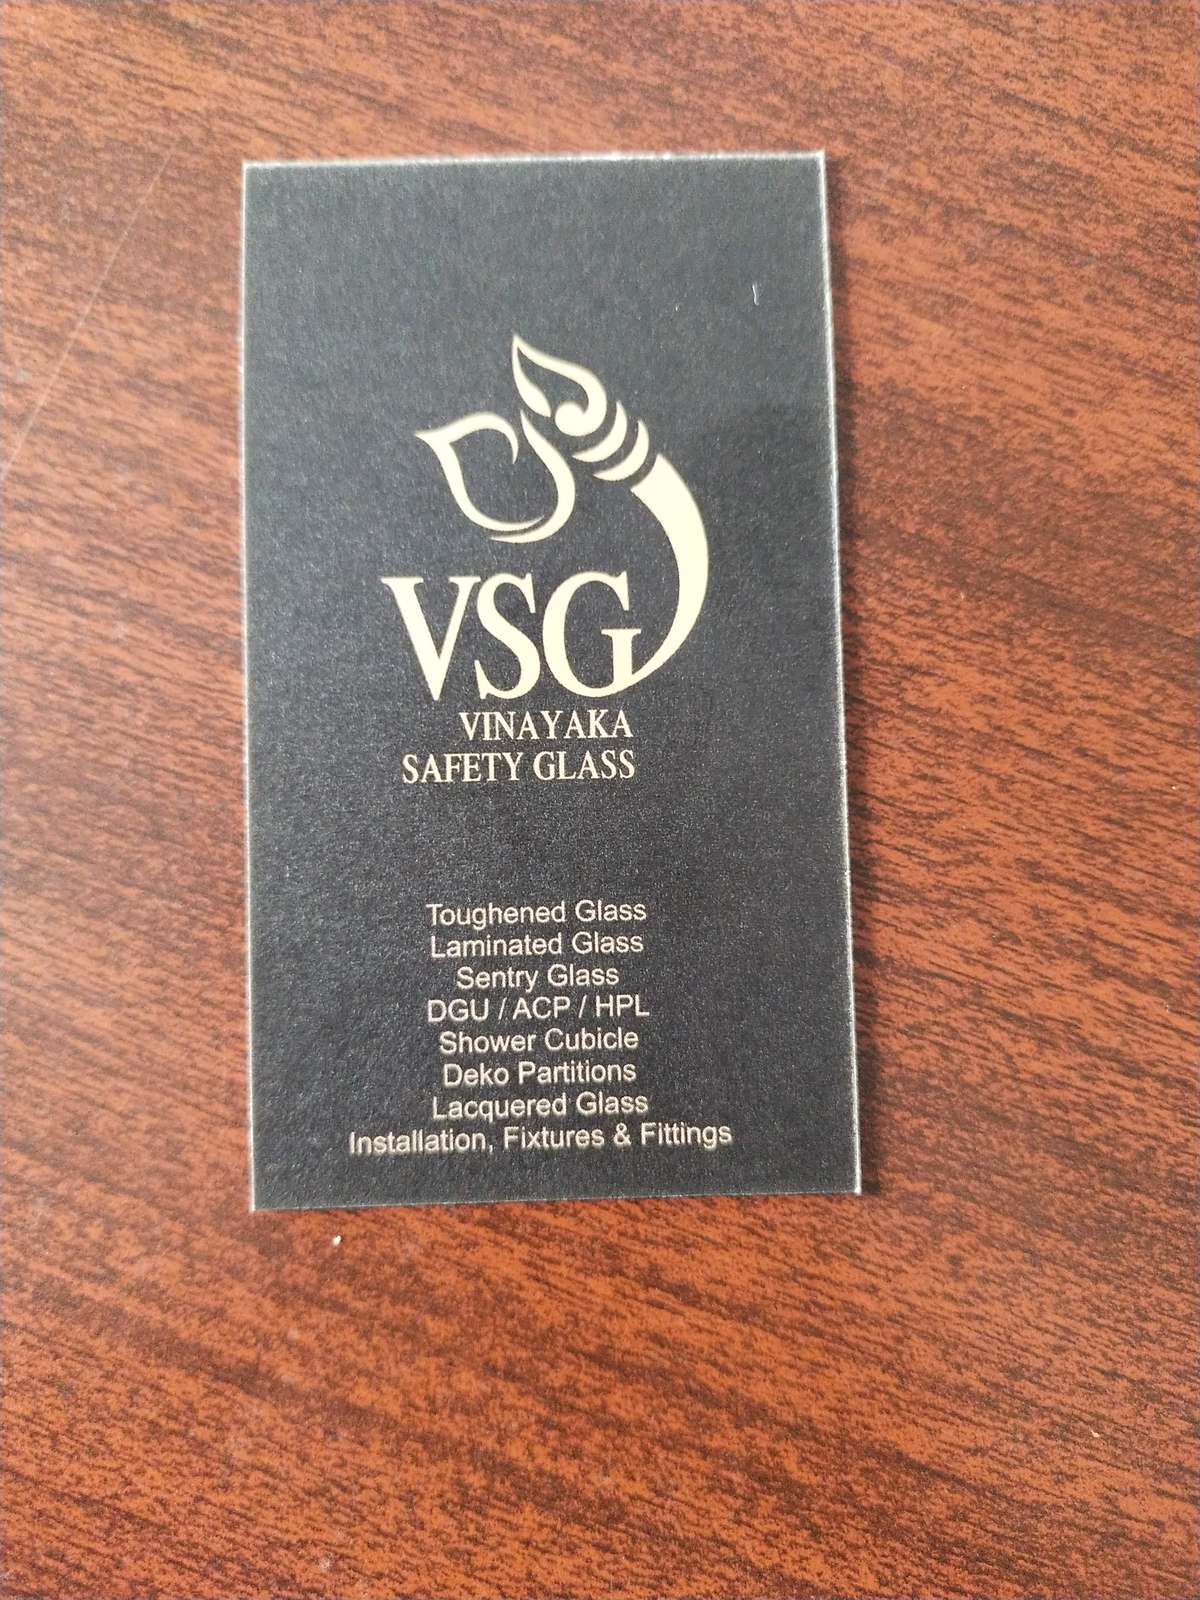 VSG
VINAYAKA
SAFETY GLASS
Toughened Glass
Laminated Glass
Sentry Glass
DGU / ACP / HPL
Shower Cubicle
Deko Partitions
Lacquered Glass
Installation, Fixtures & Fittings